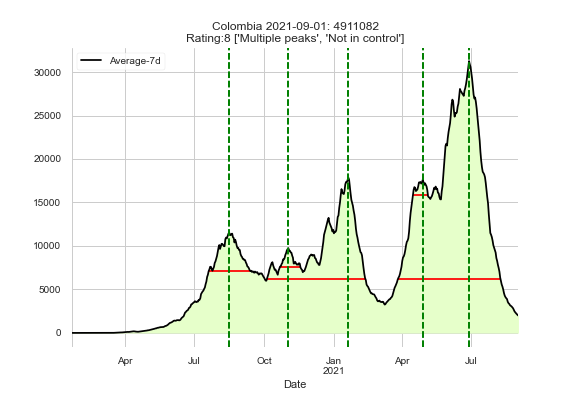 Colombia 2021-09-01: 4911082
Rating:8 ['Multiple peaks', 'Not in control']
Average-7d
30000
25000
20000
15000
10000
5000
0
Apr Jul Oct Jan Apr Jul
2021
Date